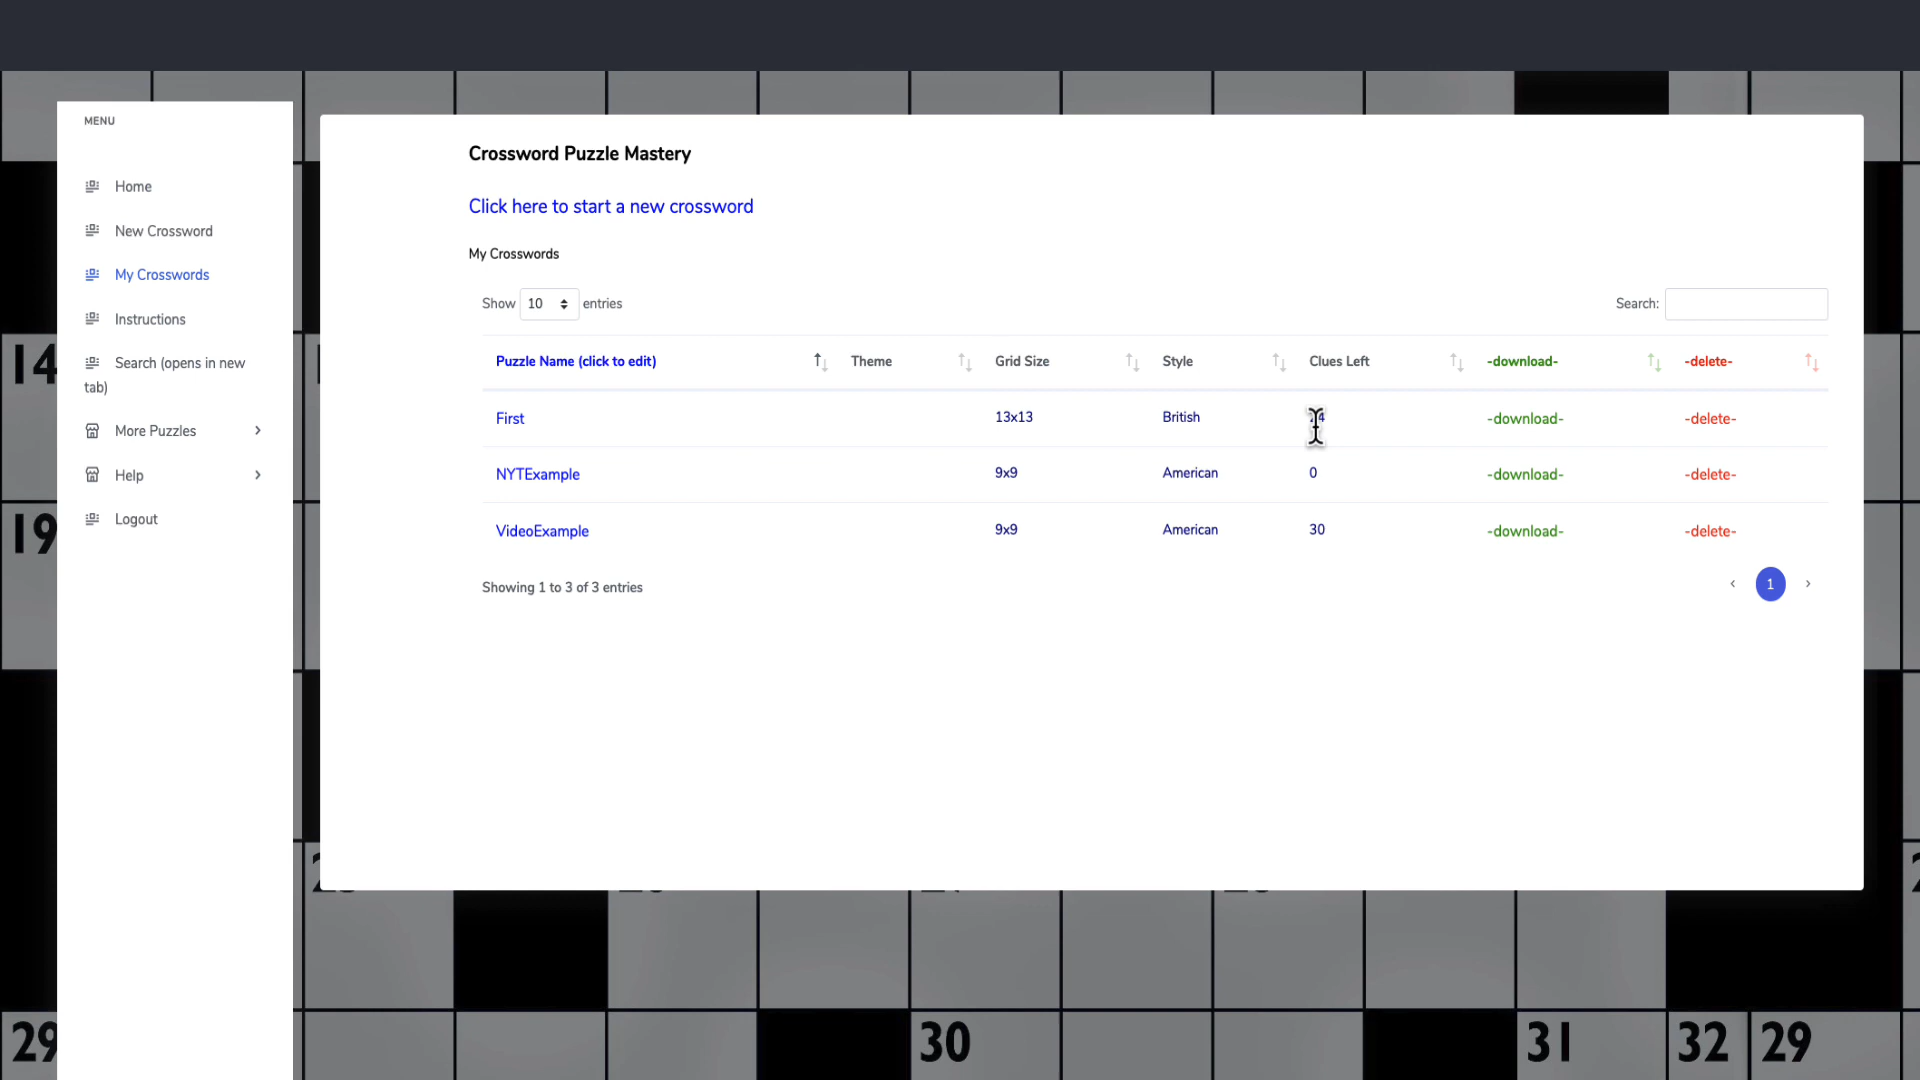 MENU
Home
New Crossword
My Crosswords
Instructions
Search (opens in new
tab)
More Puzzles
Help
Logout
Crossword Puzzle Mastery
Click here to start a new crossword
My Crosswords
Show 10 entries
Search:
Puzzle Name (click to edit) Theme Grid Size Style Clues Left -download- -delete-
First 13x13 British -download- -delete-
NYTExample 9x9 American 0 -download- -delete-
VideoExample 9x9 American 30 -download- -delete-
Showing 1 to 3 of 3 entries
‹ 1 ›
14
19
29
30
31
32
29